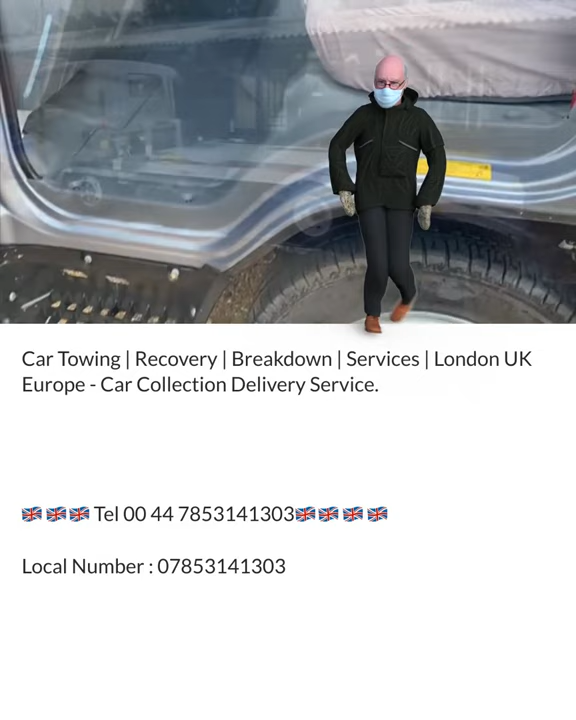 Car Towing | Recovery | Breakdown | Services | London UK
Europe - Car Collection Delivery Service.
🇬🇧 🇬🇧 🇬🇧 Tel 00 44 7853141303🇬🇧 🇬🇧 🇬🇧 🇬🇧
Local Number : 07853141303